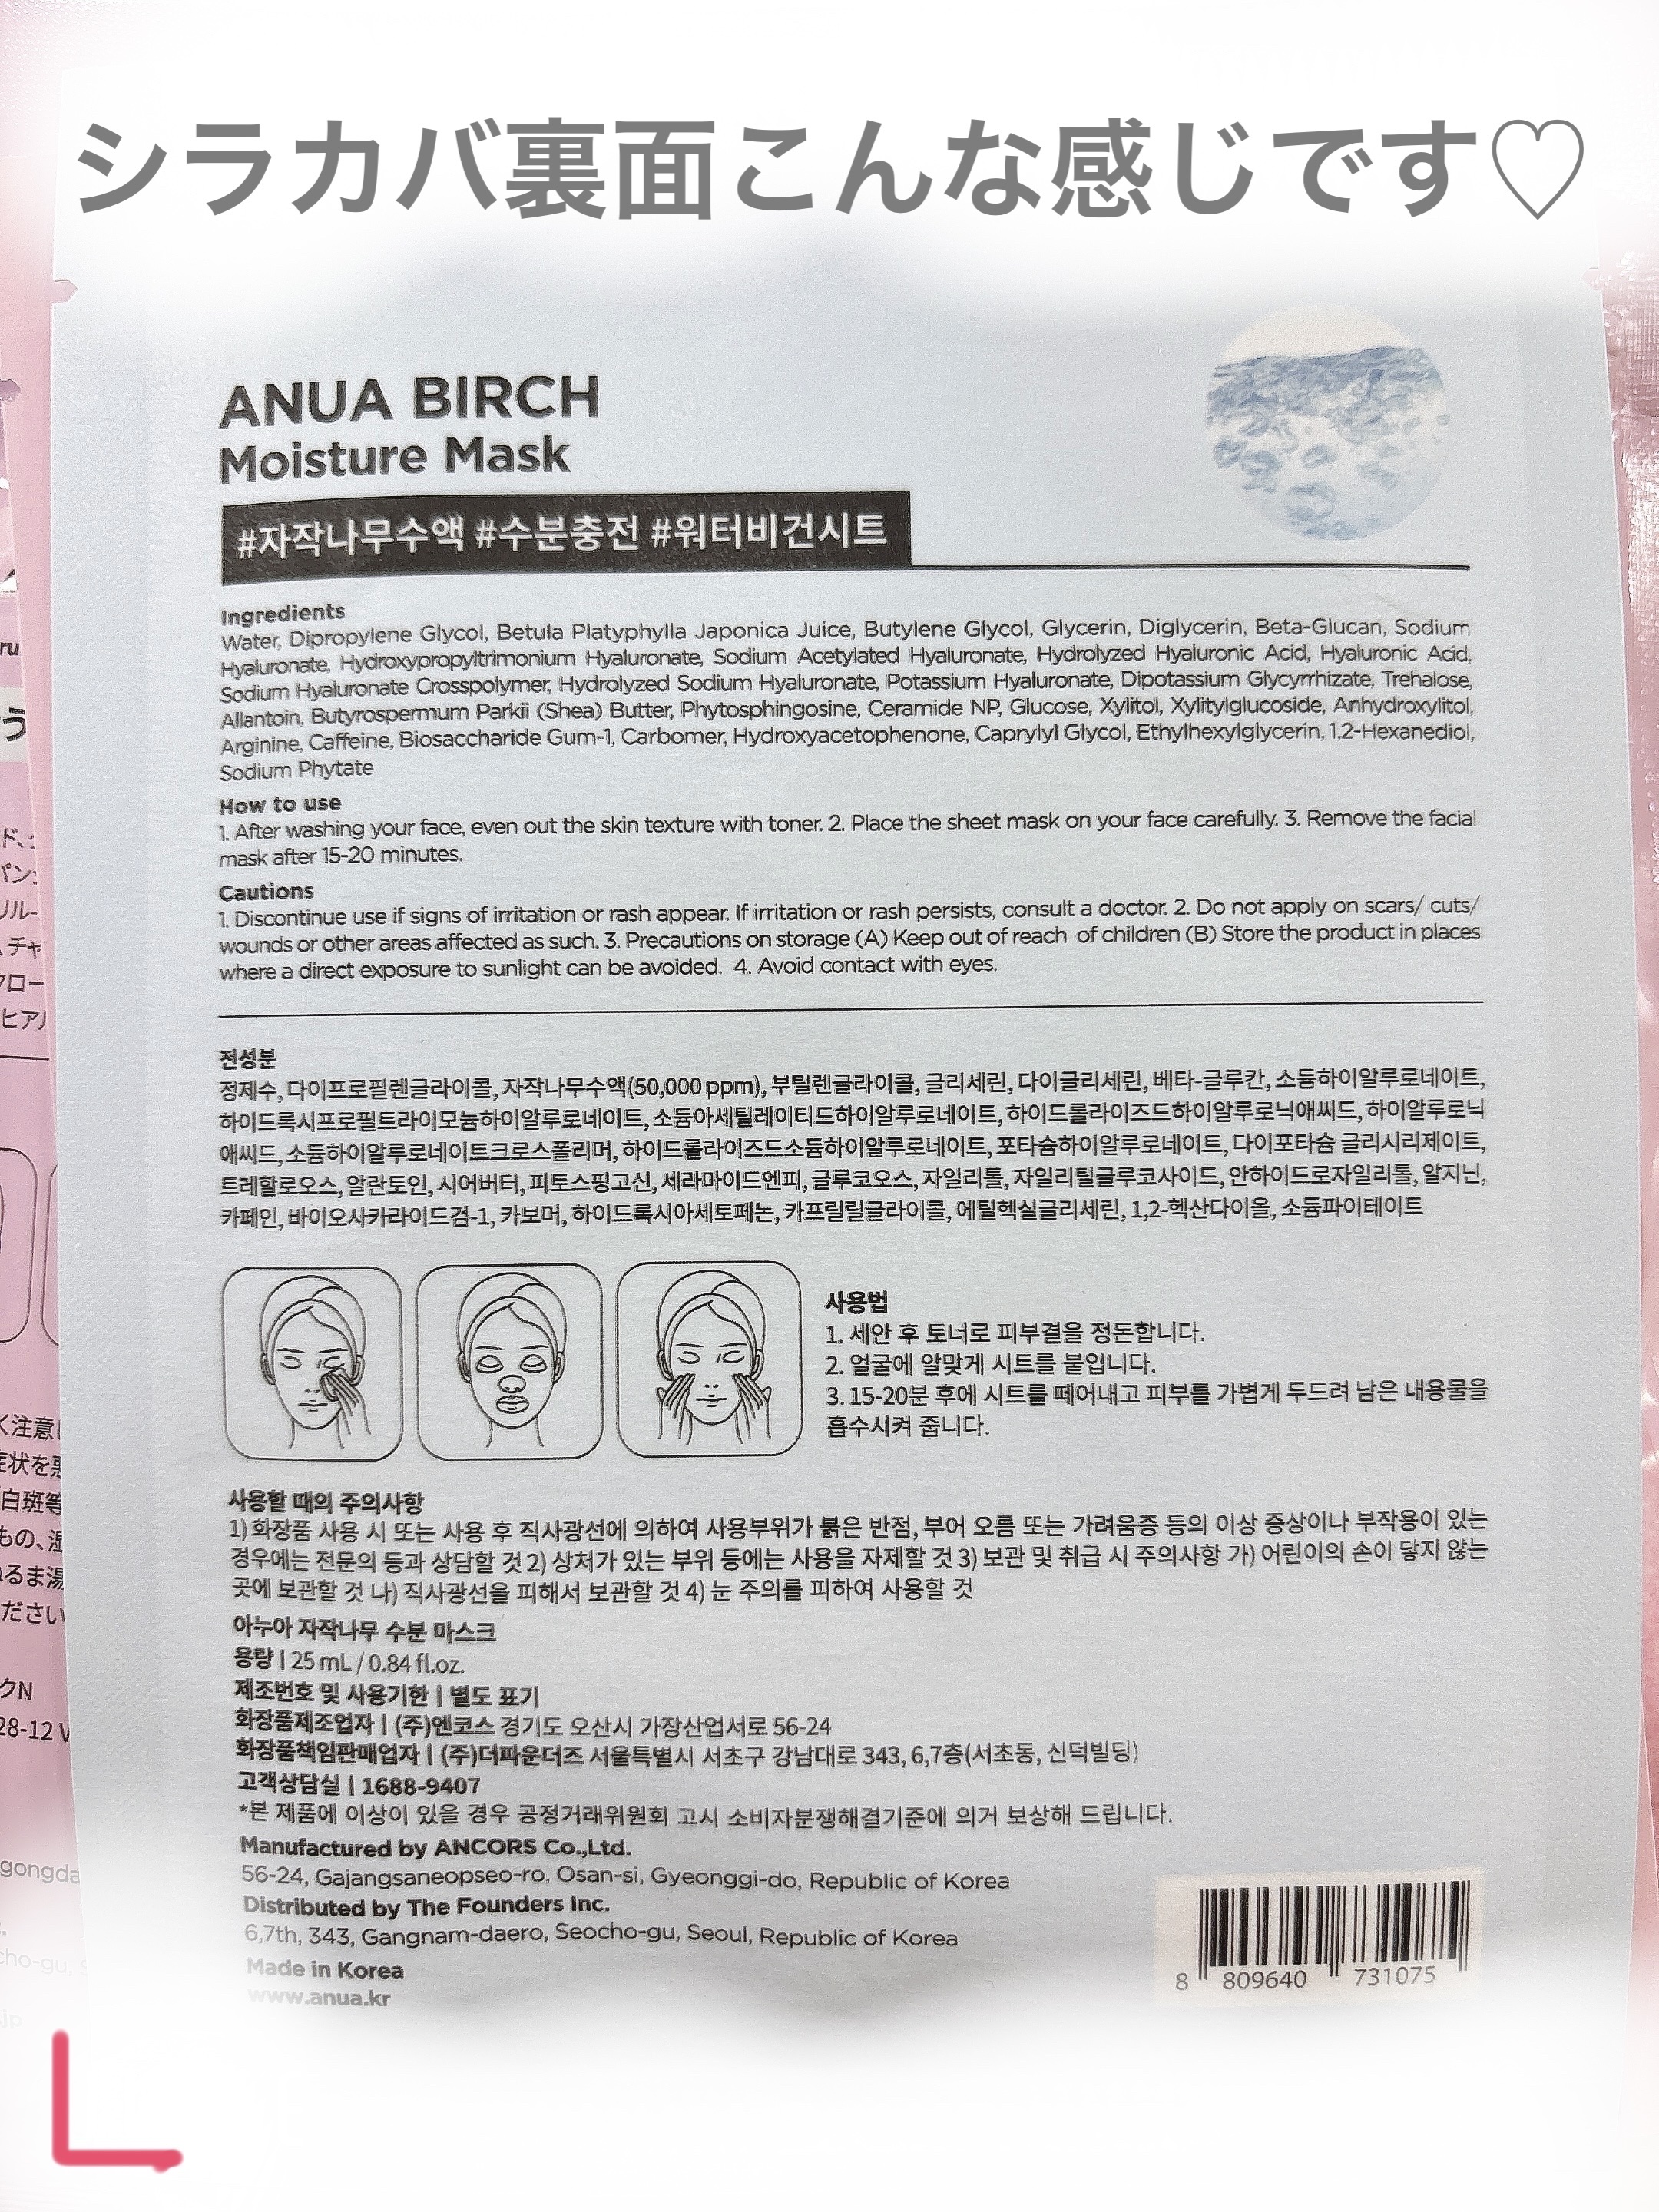 シラカバ裏面こんな感じです♡
ANUA BIRCH
Moisture Mask
#자작나무수액 #수분충전 #워터비건시트
Ingredients
Water, Dipropylene Glycol, Betula Platyphylla Japonica Juice, Butylene Glycol, Glycerin, Diglycerin, Beta-Glucan, Sodium
Hyaluronate, Hydroxypropyltrimonium Hyaluronate, Sodium Acetylated Hyaluronate, Hydrolyzed Hyaluronic Acid, Hyaluronic Acid,
Sodium Hyaluronate Crosspolymer, Hydrolyzed Sodium Hyaluronate, Potassium Hyaluronate, Dipotassium Glycyrrhizate, Trehalose,
Allantoin, Butyrospermum Parkii (Shea) Butter, Phytosphingosine, Ceramide NP, Glucose, Xylitol, Xylitylglucoside, Anhydroxylitol,
Arginine, Caffeine, Biosaccharide Gum-1, Carbomer, Hydroxyacetophenone, Caprylyl Glycol, Ethylhexylglycerin, 1,2-Hexanediol,
Sodium Phytate
How to use
1. After washing your face, even out the skin texture with toner. 2. Place the sheet mask on your face carefully. 3. Remove the facial
mask after 15-20 minutes.
Cautions
1. Discontinue use if signs of irritation or rash appear. If irritation or rash persists, consult a doctor. 2. Do not apply on scars/ cuts/
wounds or other areas affected as such. 3. Precautions on storage (A) Keep out of reach of children (B) Store the product in places
where a direct exposure to sunlight can be avoided. 4. Avoid contact with eyes.
전성분
정제수, 다이프로필렌글라이콜, 자작나무수액(50,000 ppm), 부틸렌글라이콜, 글리세린, 다이글리세린, 베타-글루칸, 소듐하이알루로네이트,
하이드록시프로필트라이모늄하이알루로네이트, 소듐아세틸레이티드하이알루로네이트, 하이드롤라이즈드하이알루로닉애씨드, 하이알루로닉
애씨드, 소듐하이알루로네이트크로스폴리머, 하이드롤라이즈드소듐하이알루로네이트, 포타슘하이알루로네이트, 다이포타슘 글리시리제이트,
트레할로오스, 알란토인, 시어버터, 피토스핑고신, 세라마이드엔피, 글루코오스, 자일리톨, 자일리틸글루코사이드, 안하이드로자일리톨, 알지닌,
카페인, 바이오사카라이드검-1, 카보머, 하이드록시아세토페논, 카프릴릴글라이콜, 에틸헥실글리세린, 1,2-헥산다이올, 소듐파이테이트
사용법
1. 세안 후 토너로 피부결을 정돈합니다.
2. 얼굴에 알맞게 시트를 붙입니다.
3. 15-20분 후에 시트를 떼어내고 피부를 가볍게 두드려 남은 내용물을
흡수시켜 줍니다.
사용할 때의 주의사항
1) 화장품 사용 시 또는 사용 후 직사광선에 의하여 사용부위가 붉은 반점, 부어 오름 또는 가려움증 등의 이상 증상이나 부작용이 있는
경우에는 전문의 등과 상담할 것 2) 상처가 있는 부위 등에는 사용을 자제할 것 3) 보관 및 취급 시 주의사항 가) 어린이의 손이 닿지 않는
곳에 보관할 것 나) 직사광선을 피해서 보관할 것 4) 눈 주의를 피하여 사용할 것
아누아 자작나무 수분 마스크
용량 | 25 mL / 0.84 fl.oz.
제조번호 및 사용기한 | 별도 표기
화장품제조업자 | (주)엔코스 경기도 오산시 가장산업서로 56-24
화장품책임판매업자 | (주)더파운더즈 서울특별시 서초구 강남대로 343, 6,7층(서초동, 신덕빌딩)
고객상담실 | 1688-9407
*본 제품에 이상이 있을 경우 공정거래위원회 고시 소비자분쟁해결기준에 의거 보상해 드립니다.
Manufactured by ANCORS Co.,Ltd.
56-24, Gajangsaneopseo-ro, Osan-si, Gyeonggi-do, Republic of Korea
Distributed by The Founders Inc.
6,7th, 343, Gangnam-daero, Seocho-gu, Seoul, Republic of Korea
Made in Korea
www.anua.kr
8 809640 731075